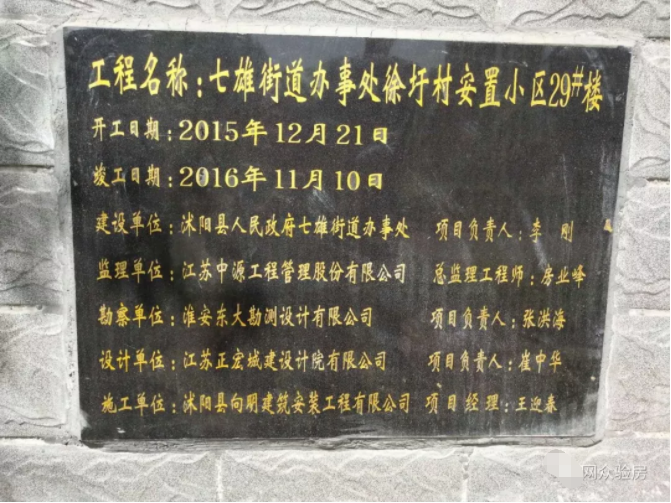 工程名称：七雄街道办事处徐圩村安置小区29#楼
开工日期：2015年12月21日
竣工日期：2016年11月10日
建设单位：沭阳县人民政府七雄街道办事处 项目负责人：李 刚
监理单位：江苏中源工程管理股份有限公司 总监理工程师：房业峰
勘察单位：淮安东大勘测设计有限公司 项目负责人：张洪海
设计单位：江苏正宏城建设计院有限公司 项目负责人：崔中华
施工单位：沭阳县向明建筑安装工程有限公司 项目经理：王迎春
网众验房